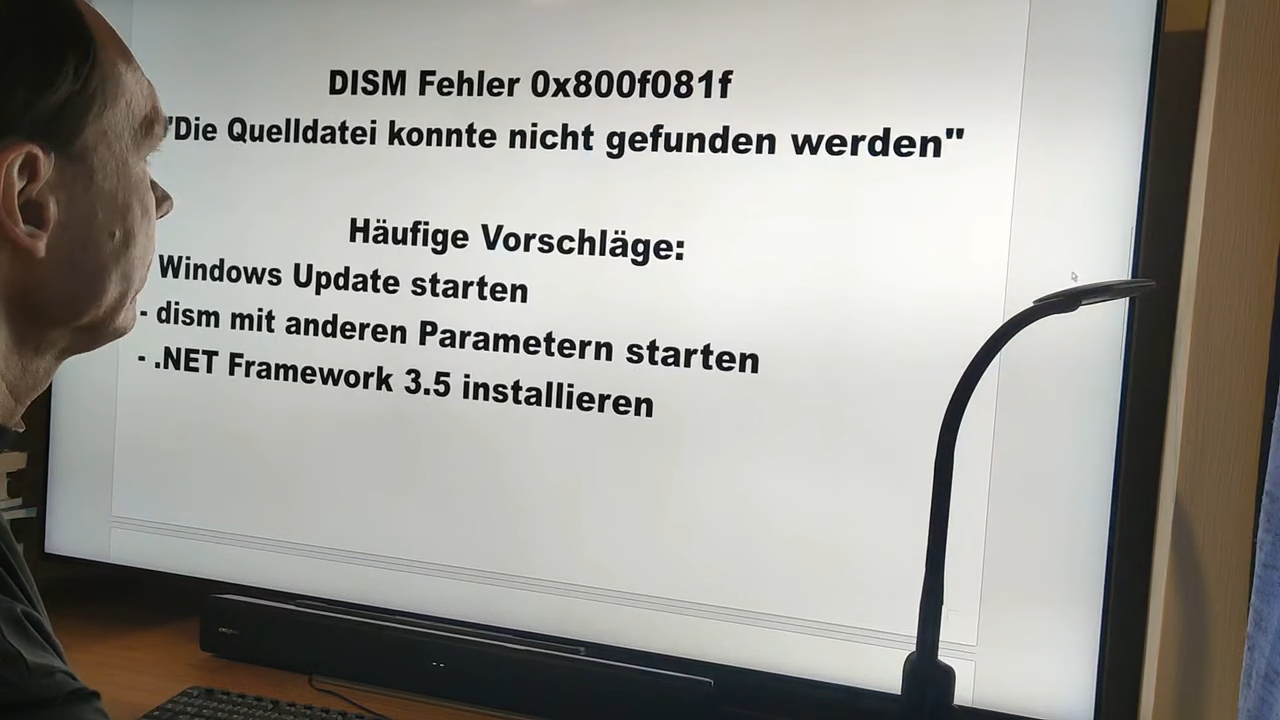 DISM Fehler 0x800f081f
"Die Quelldatei konnte nicht gefunden werden"
Häufige Vorschläge:
Windows Update starten
- dism mit anderen Parametern starten
- .NET Framework 3.5 installieren